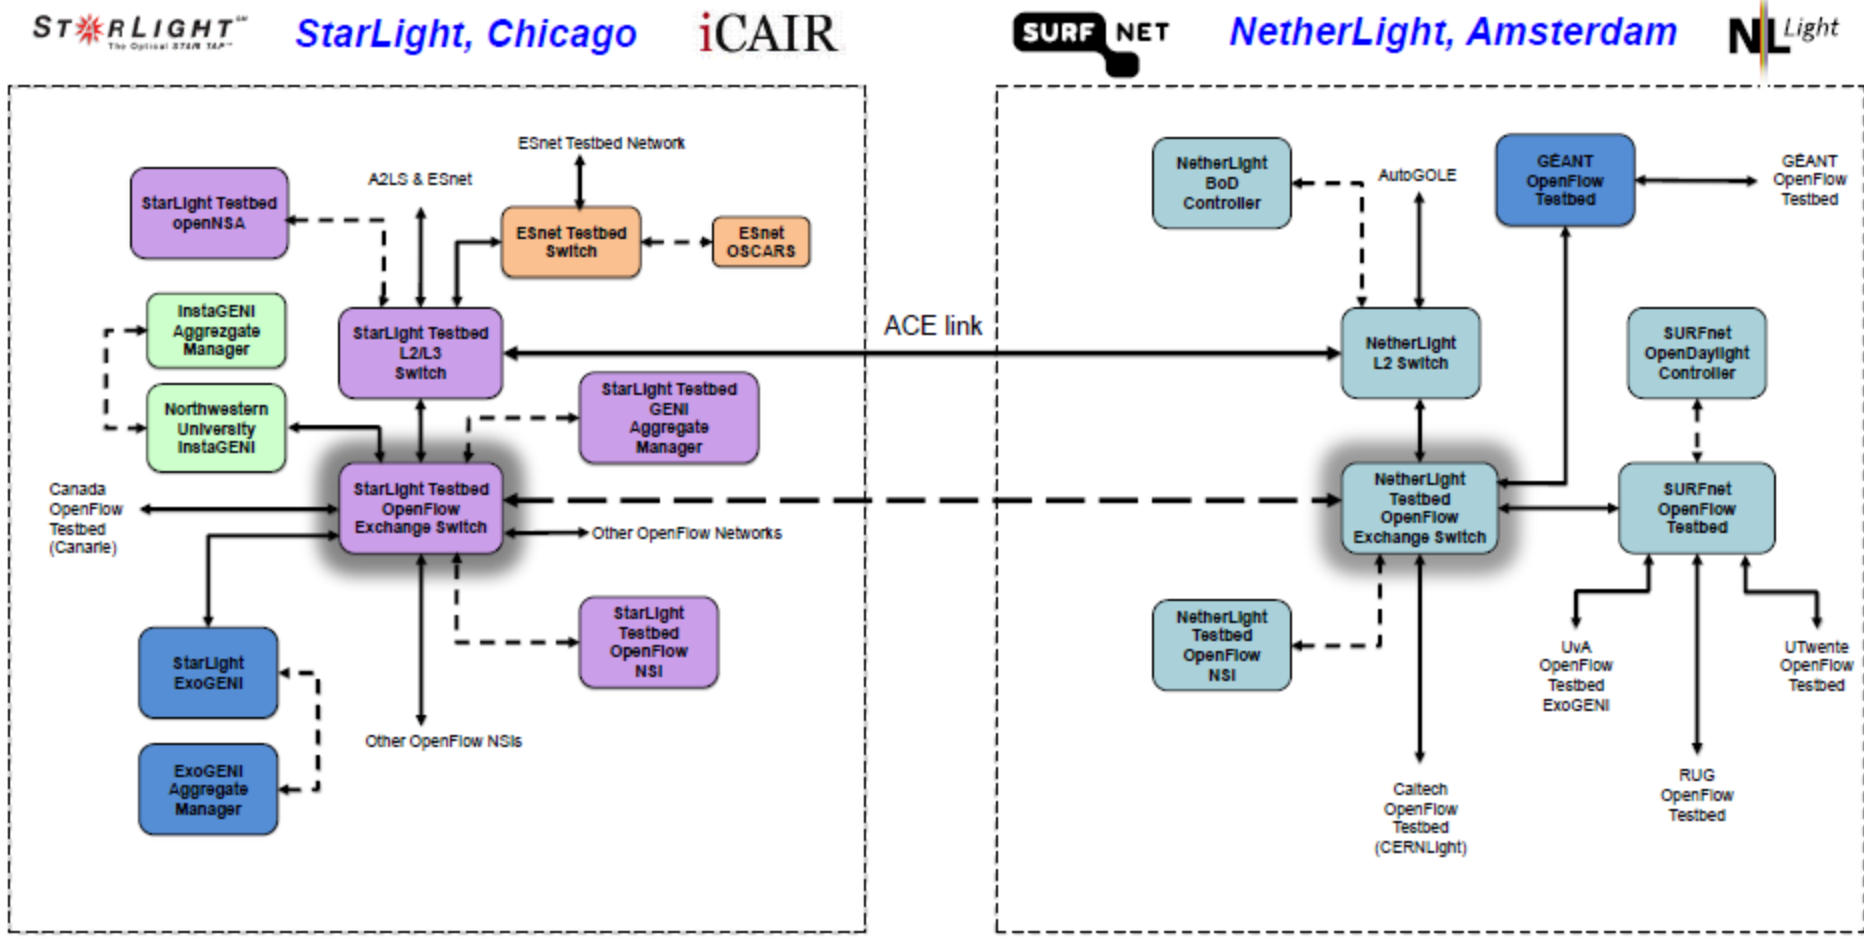 STARLIGHT℠
The Optical STAR TAP™
StarLight, Chicago
iCAIR
SURF NET
NetherLight, Amsterdam
NLLight
ESnet Testbed Network
A2LS & ESnet
StarLight Testbed
openNSA
ESnet Testbed
Switch
ESnet
OSCARS
InstaGENI
Aggrezgate
Manager
StarLight Testbed
L2/L3
Switch
ACE link
Northwestern
University
InstaGENI
StarLight Testbed
GENI
Aggregate
Manager
Canada
OpenFlow
Testbed
(Canarie)
StarLight Testbed
OpenFlow
Exchange Switch
Other OpenFlow Networks
StarLight
Testbed
OpenFlow
NSI
StarLight
ExoGENI
Other OpenFlow NSIs
ExoGENI
Aggregate
Manager
NetherLight
BoD
Controller
AutoGOLE
GÉANT
OpenFlow
Testbed
GÉANT
OpenFlow
Testbed
NetherLight
L2 Switch
SURFnet
OpenDaylight
Controller
NetherLight
Testbed
OpenFlow
Exchange Switch
SURFnet
OpenFlow
Testbed
NetherLight
Testbed
OpenFlow
NSI
UvA
OpenFlow
Testbed
ExoGENI
UTwente
OpenFlow
Testbed
Caltech
OpenFlow
Testbed
(CERNLight)
RUG
OpenFlow
Testbed